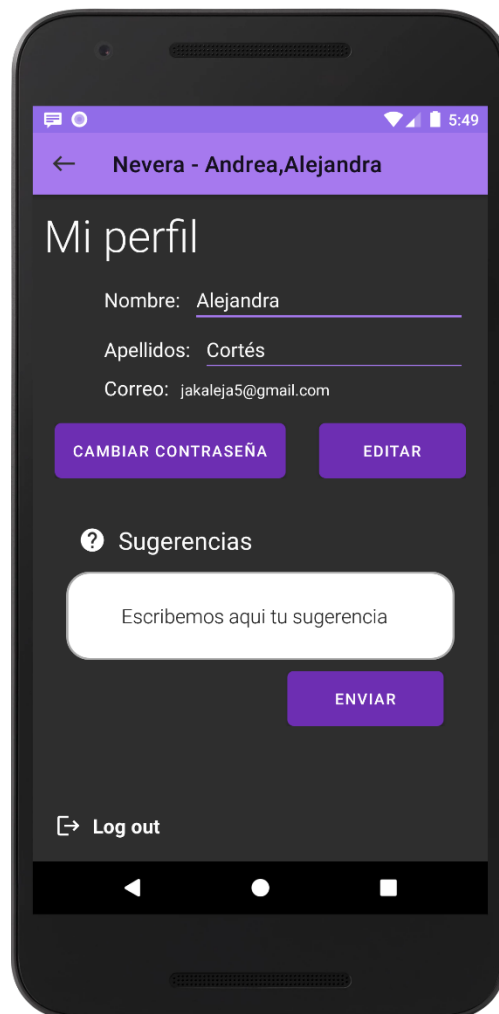 5:49
Nevera - Andrea,Alejandra
Mi perfil
Nombre: Alejandra
Apellidos: Cortés
Correo: jakaleja5@gmail.com
CAMBIAR CONTRASEÑA EDITAR
Sugerencias
Escribemos aqui tu sugerencia
ENVIAR
Log out